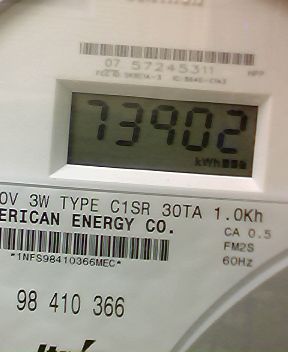 07 57245311
73902
kWh
0V 3W TYPE C1SR 30TA 1.0Kh
ERICAN ENERGY CO.
CA 0.5
FM2S
60Hz
*1NFS98410366MEC*
98 410 366